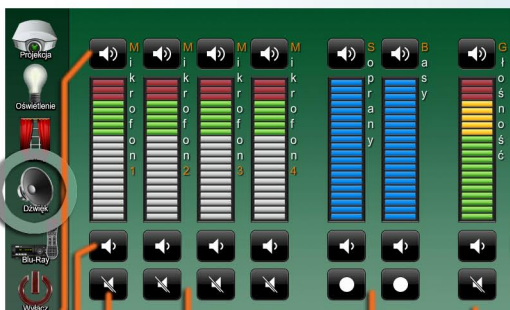 Projekcja
Oświetlenie
Dźwięk
Blu-Ray
Wyłącz
Mikrofon 1
Mikrofon 2
Mikrofon 3
Mikrofon 4
Soprany
Basy
Głośność